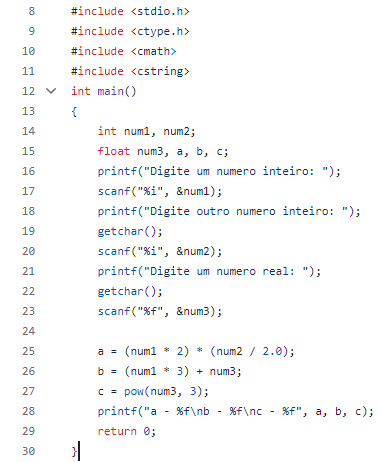 8 #include <stdio.h>
9 #include <ctype.h>
10 #include <cmath>
11 #include <cstring>
12 int main()
13 {
14 int num1, num2;
15 float num3, a, b, c;
16 printf("Digite um numero inteiro: ");
17 scanf("%i", &num1);
18 printf("Digite outro numero inteiro: ");
19 getchar();
20 scanf("%i", &num2);
21 printf("Digite um numero real: ");
22 getchar();
23 scanf("%f", &num3);
24
25 a = (num1 * 2) * (num2 / 2.0);
26 b = (num1 * 3) + num3;
27 c = pow(num3, 3);
28 printf("a - %f\nb - %f\nc - %f", a, b, c);
29 return 0;
30 }